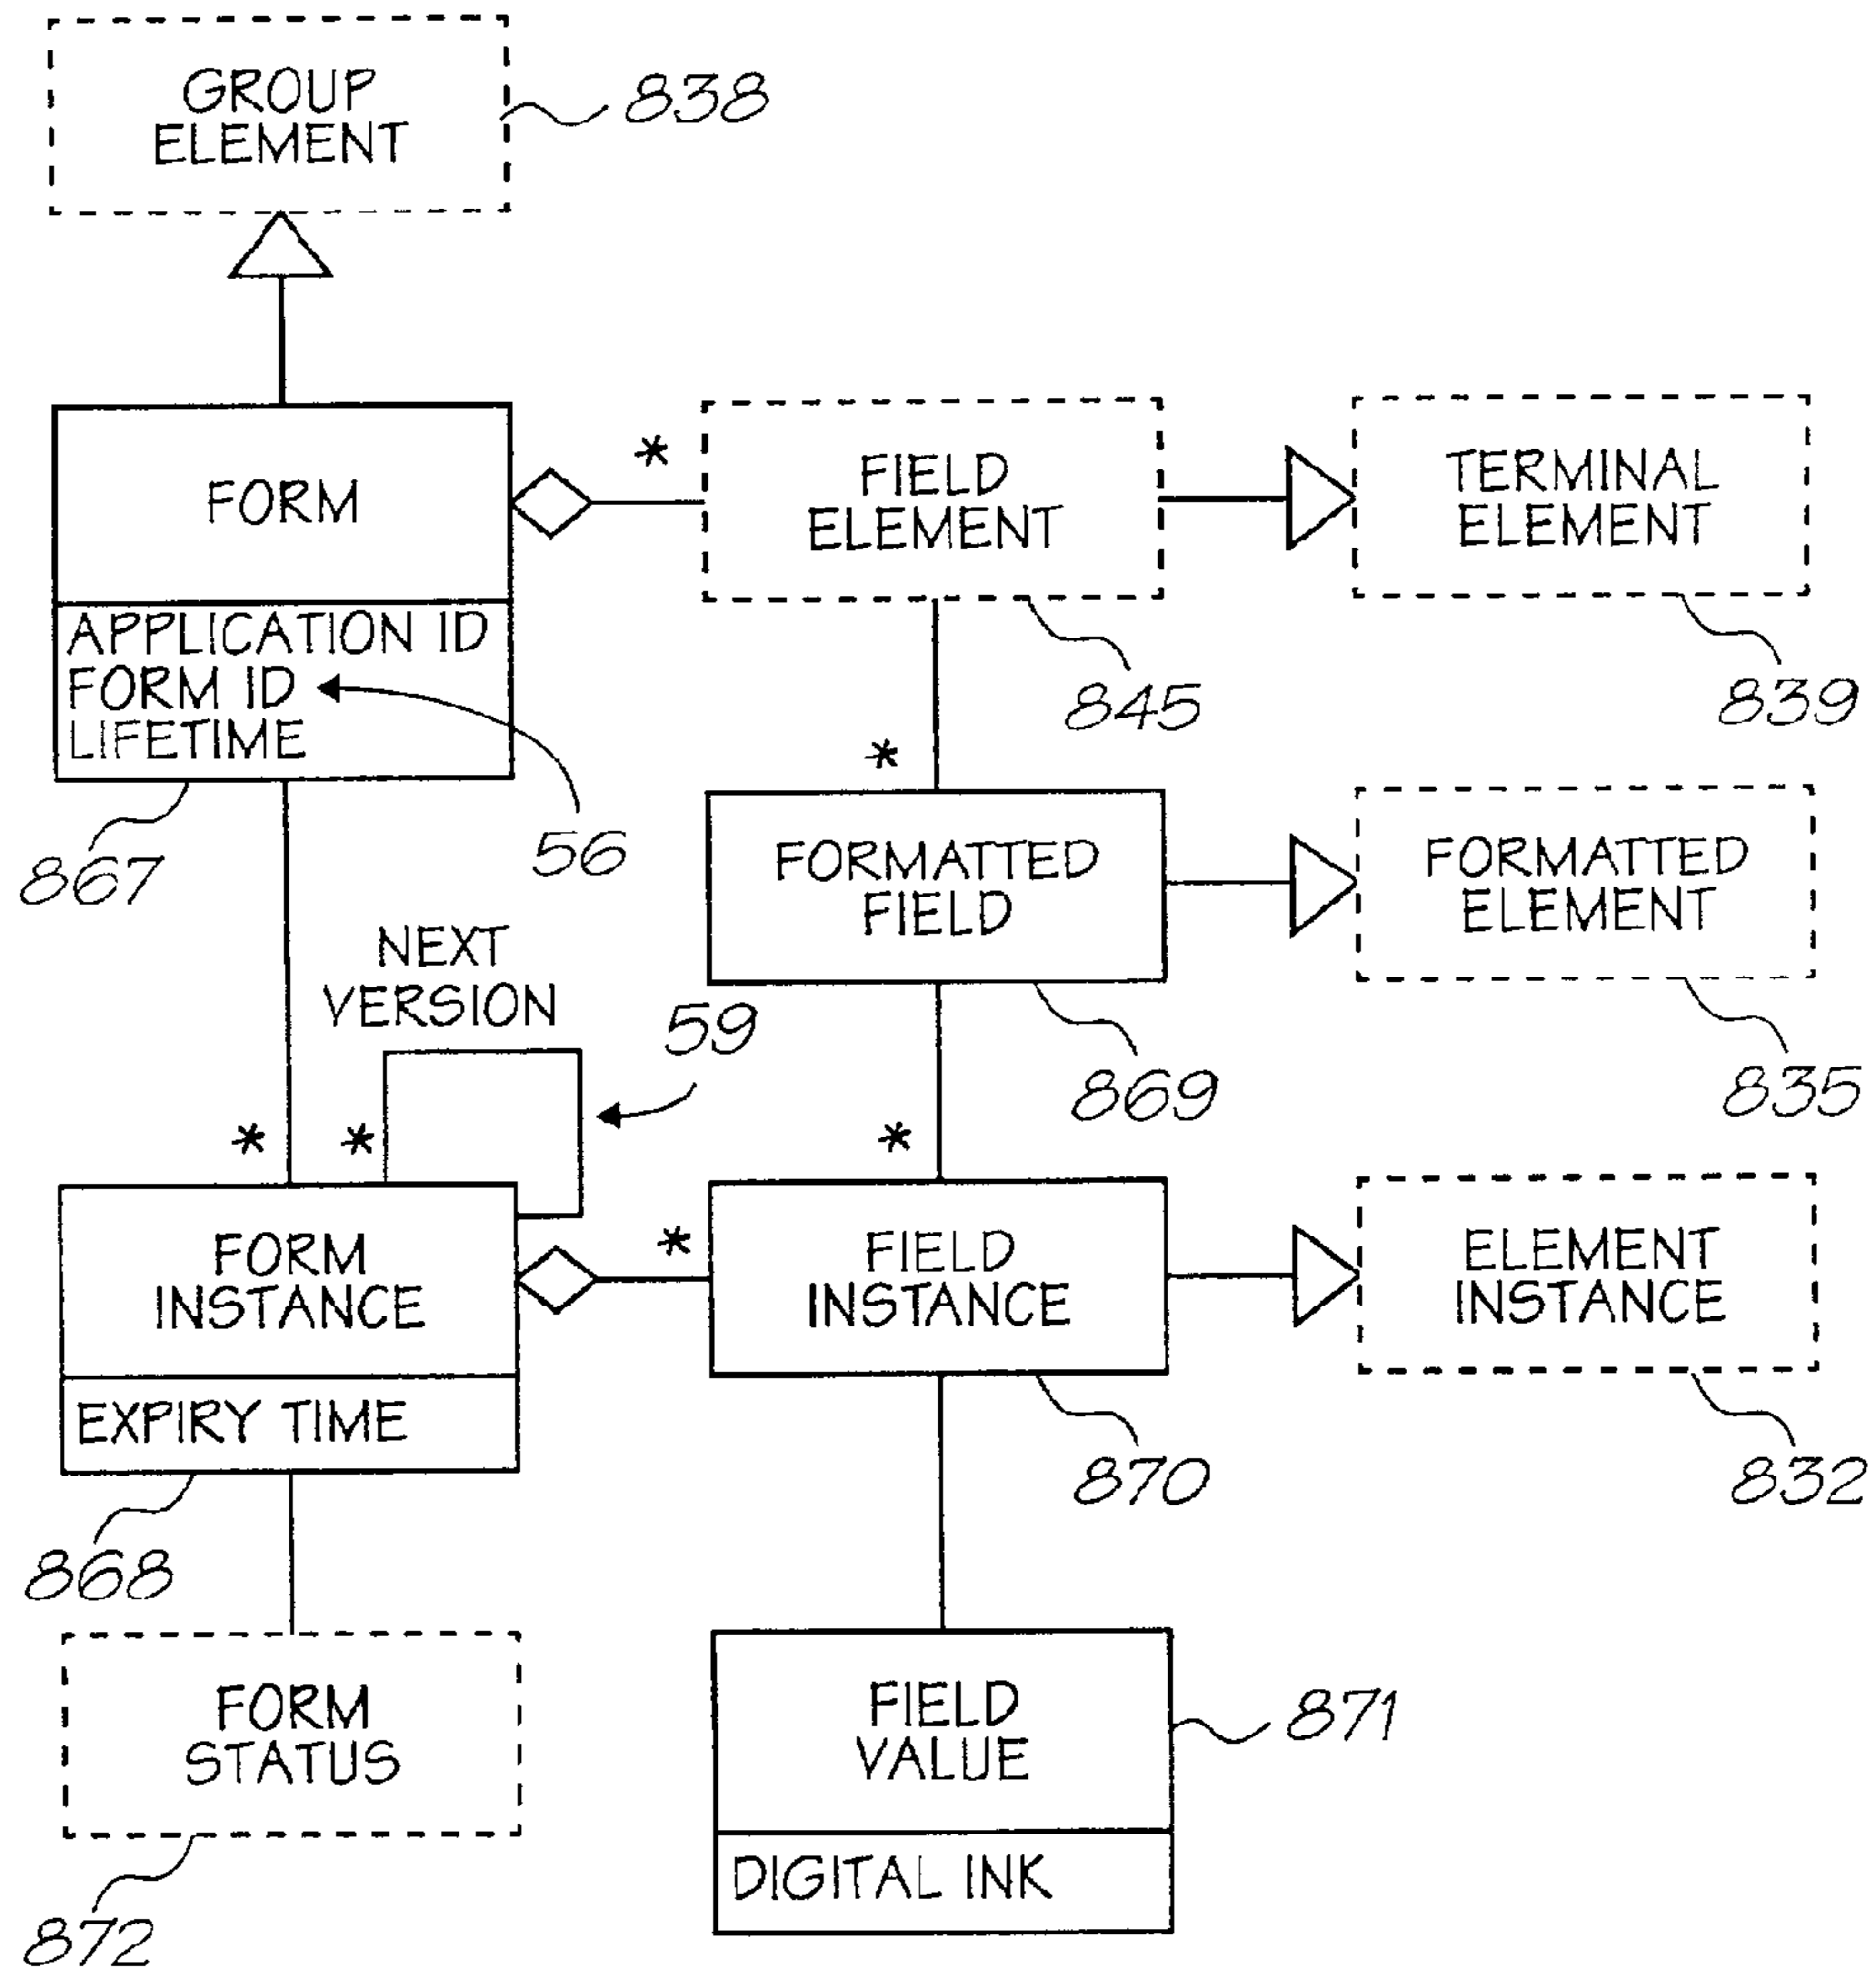 GROUP
ELEMENT
838
FORM
*
FIELD
ELEMENT
TERMINAL
ELEMENT
APPLICATION ID
FORM ID
LIFETIME
845
839
*
56
867
FORMATTED
FIELD
FORMATTED
ELEMENT
NEXT
VERSION
59
869
835
*
*
*
FORM
INSTANCE
*
FIELD
INSTANCE
ELEMENT
INSTANCE
EXPIRY TIME
870
832
868
FORM
STATUS
FIELD
VALUE
871
DIGITAL INK
872